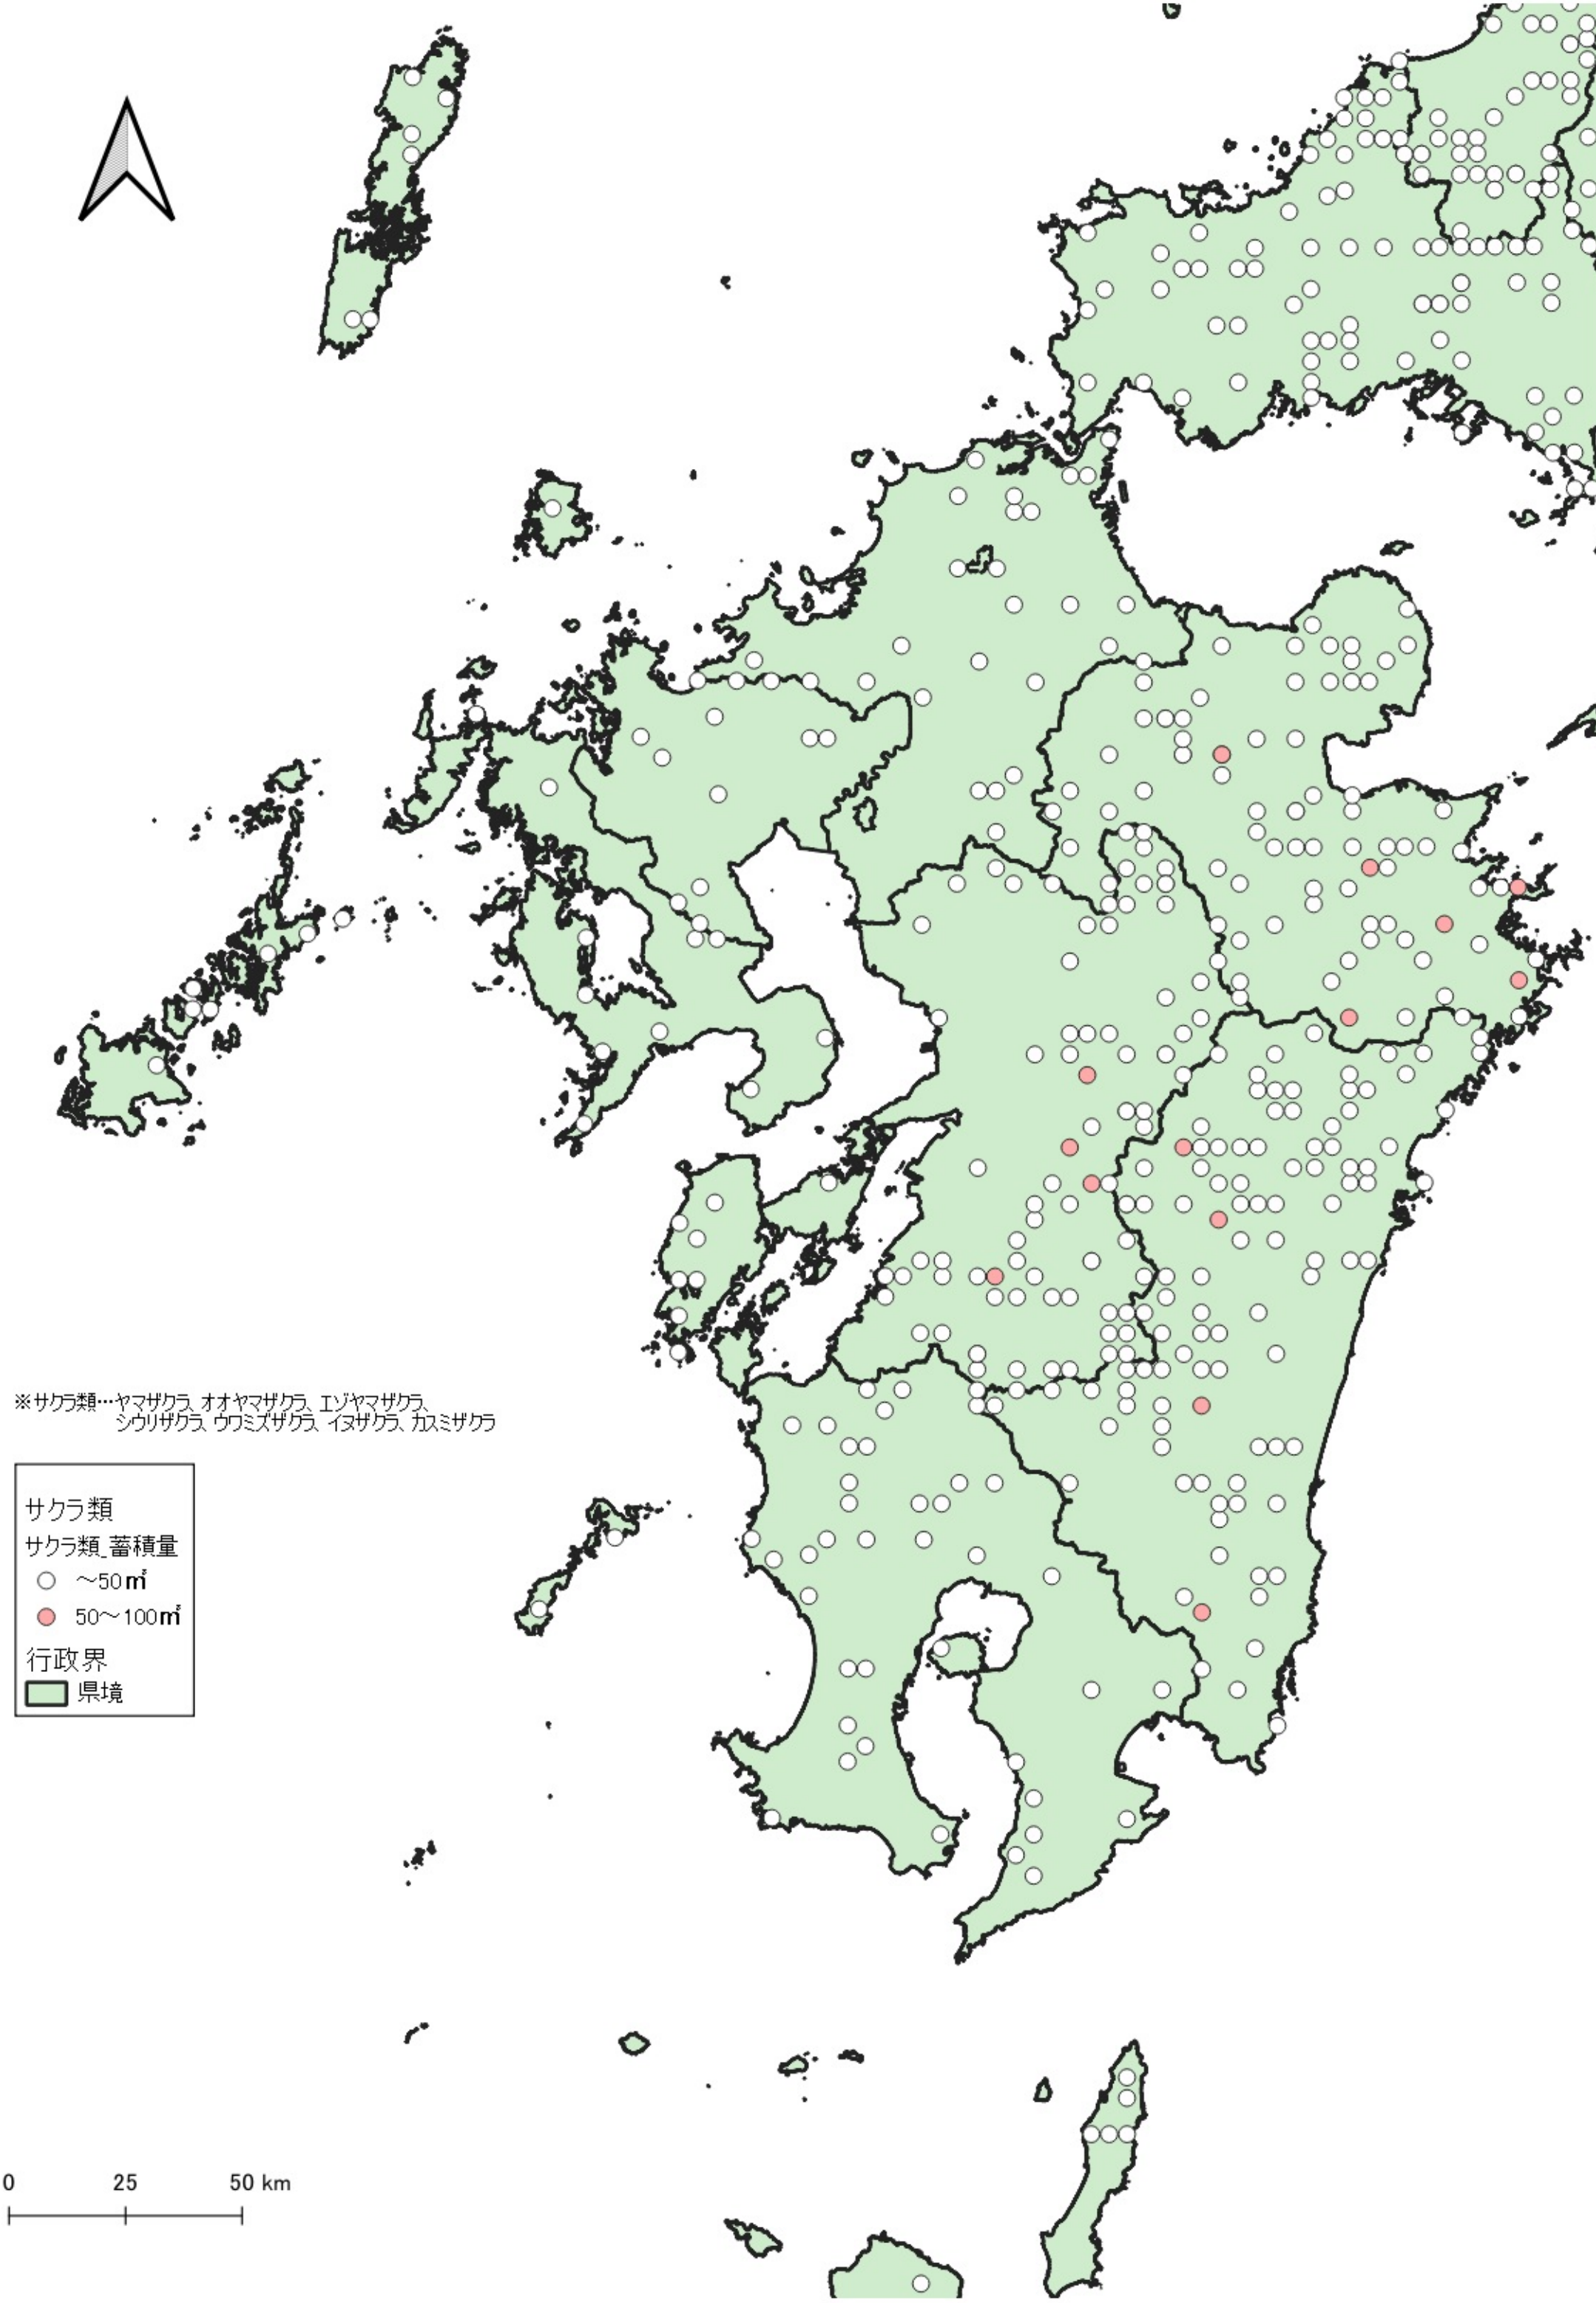 ※サクラ類…ヤマザクラ、オオヤマザクラ、エゾヤマザクラ、
シウリザクラ、ウワミズザクラ、イヌザクラ、カスミザクラ
サクラ類
サクラ類_蓄積量
～50㎥
50～100㎥
行政界
県境
0 25 50 km